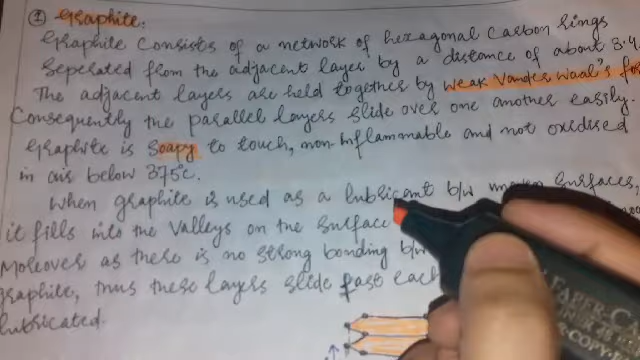 ① Graphite:
Graphite consists of a network of hexagonal carbon rings
seperated from the adjacent layer by a distance of about 3.4
The adjacent layers are held together by weak Vander Waal's
Consequently the parallel layers slide over one another easily.
Graphite is soapy to touch, non-inflammable and not oxidised
in air below 375°C.
When graphite is used as a lubricant b/w surfaces,
it fills into the valleys on the surface
Moreover as there is no strong bonding b/w
graphite, thus these layers slide past each
lubricated.
FABER-CA